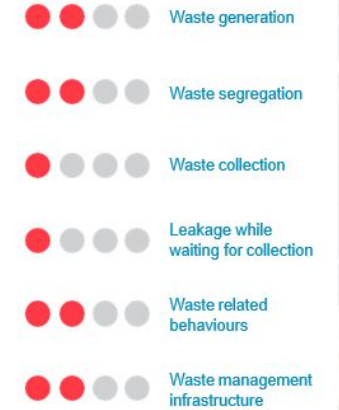 Waste generation
Waste segregation
Waste collection
Leakage while
waiting for collection
Waste related
behaviours
Waste management
infrastructure